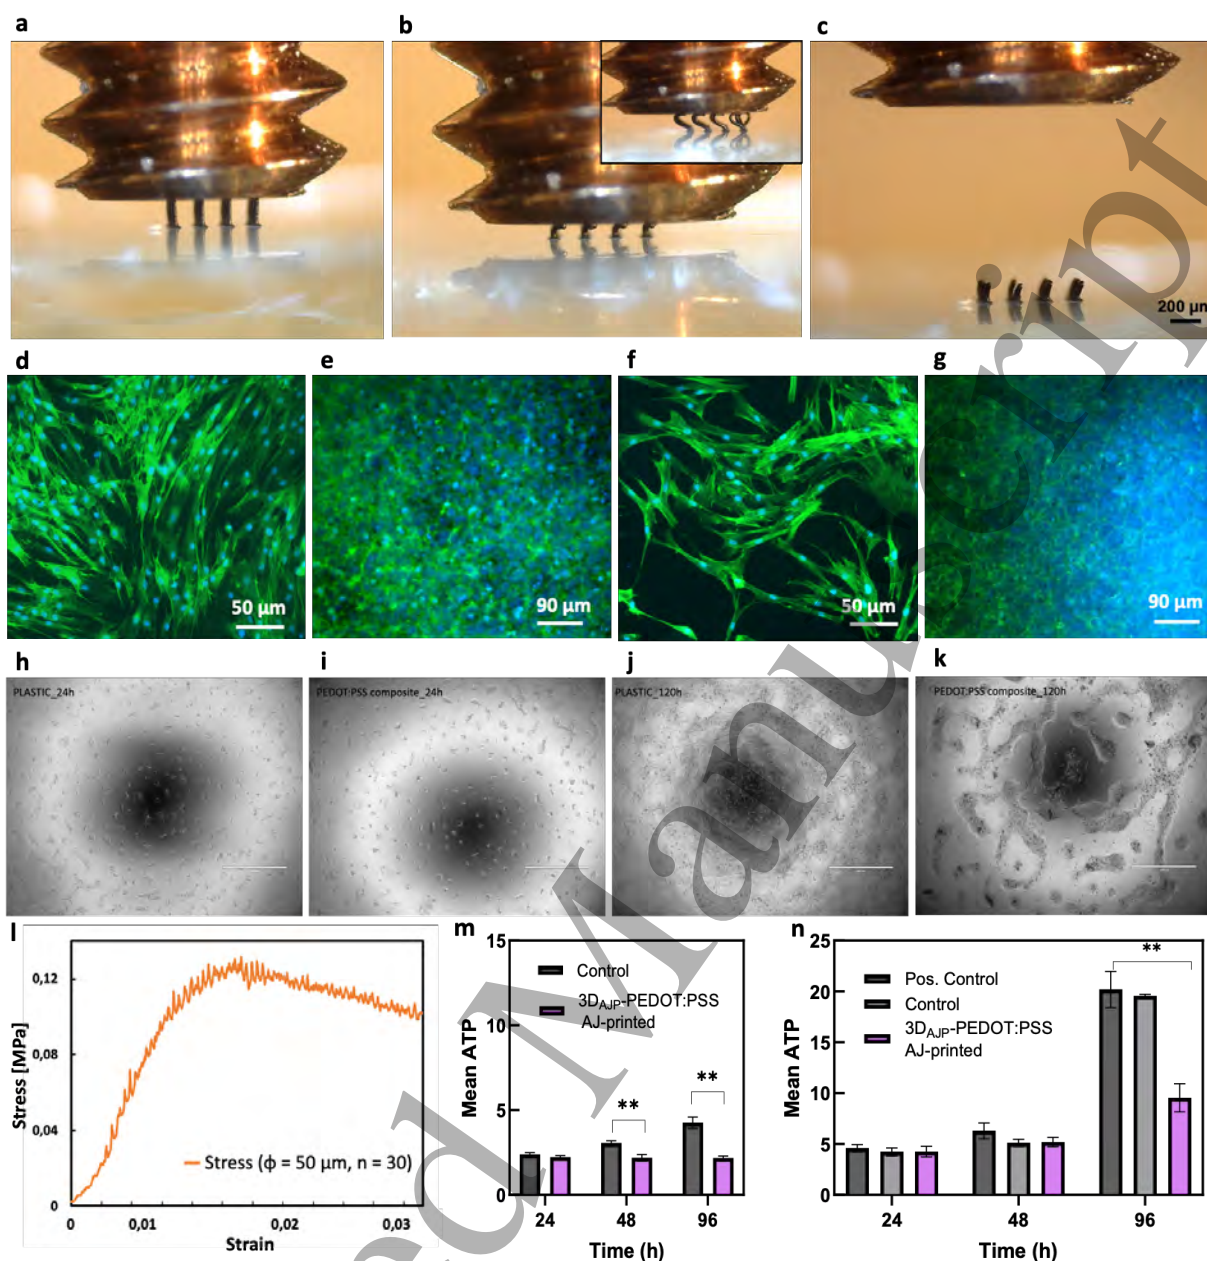 a
b
c
200 µm
d
e
f
g
50 µm
90 µm
50 µm
90 µm
h
i
j
k
PLASTIC_24h
PEDOT:PSS composite_24h
PLASTIC_120h
PEDOT:PSS composite_120h
l
Stress [MPa]
0,12
0,08
0,04
0
0
0,01
0,02
0,03
Strain
Stress (ϕ = 50 µm, n = 30)
m
Mean ATP
15
10
5
0
Control
3DAJP-PEDOT:PSS
AJ-printed
**
**
24
48
96
Time (h)
n
Mean ATP
25
20
15
10
5
0
Pos. Control
Control
3DAJP-PEDOT:PSS
AJ-printed
**
24
48
96
Time (h)
d Manuscript